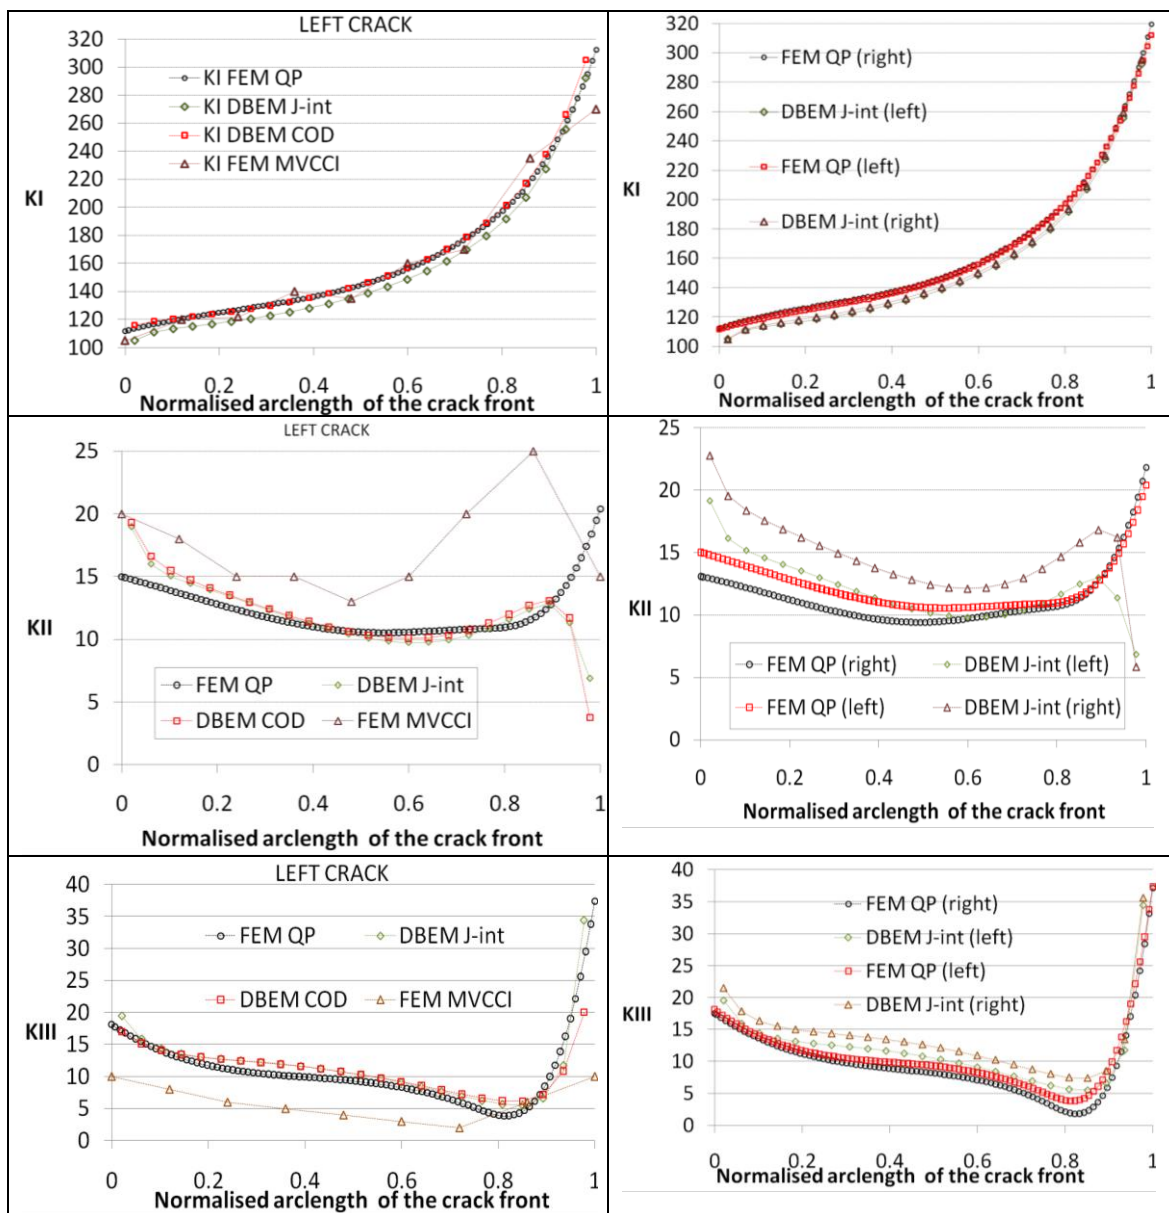 LEFT CRACK
320
300
280
260
240
220
200
180
160
140
120
100
KI
KI FEM QP
KI DBEM J-int
KI DBEM COD
KI FEM MVCCI
0 0.2 0.4 0.6 0.8 1
Normalised arclength of the crack front
320
300
280
260
240
220
200
180
160
140
120
100
KI
FEM QP (right)
DBEM J-int (left)
FEM QP (left)
DBEM J-int (right)
0 0.2 0.4 0.6 0.8 1
Normalised arclength of the crack front
LEFT CRACK
25
20
15
10
5
0
KII
FEM QP DBEM J-int
DBEM COD FEM MVCCI
0 0.2 0.4 0.6 0.8 1
Normalised arclength of the crack front
25
20
15
10
5
0
KII
FEM QP (right) DBEM J-int (left)
FEM QP (left) DBEM J-int (right)
0 0.2 0.4 0.6 0.8 1
Normalised arclength of the crack front
LEFT CRACK
40
35
30
25
20
15
10
5
0
KIII
FEM QP DBEM J-int
DBEM COD FEM MVCCI
0 0.2 0.4 0.6 0.8 1
Normalised arclength of the crack front
40
35
30
25
20
15
10
5
0
KIII
FEM QP (right)
DBEM J-int (left)
FEM QP (left)
DBEM J-int (right)
0 0.2 0.4 0.6 0.8 1
Normalised arclength of the crack front